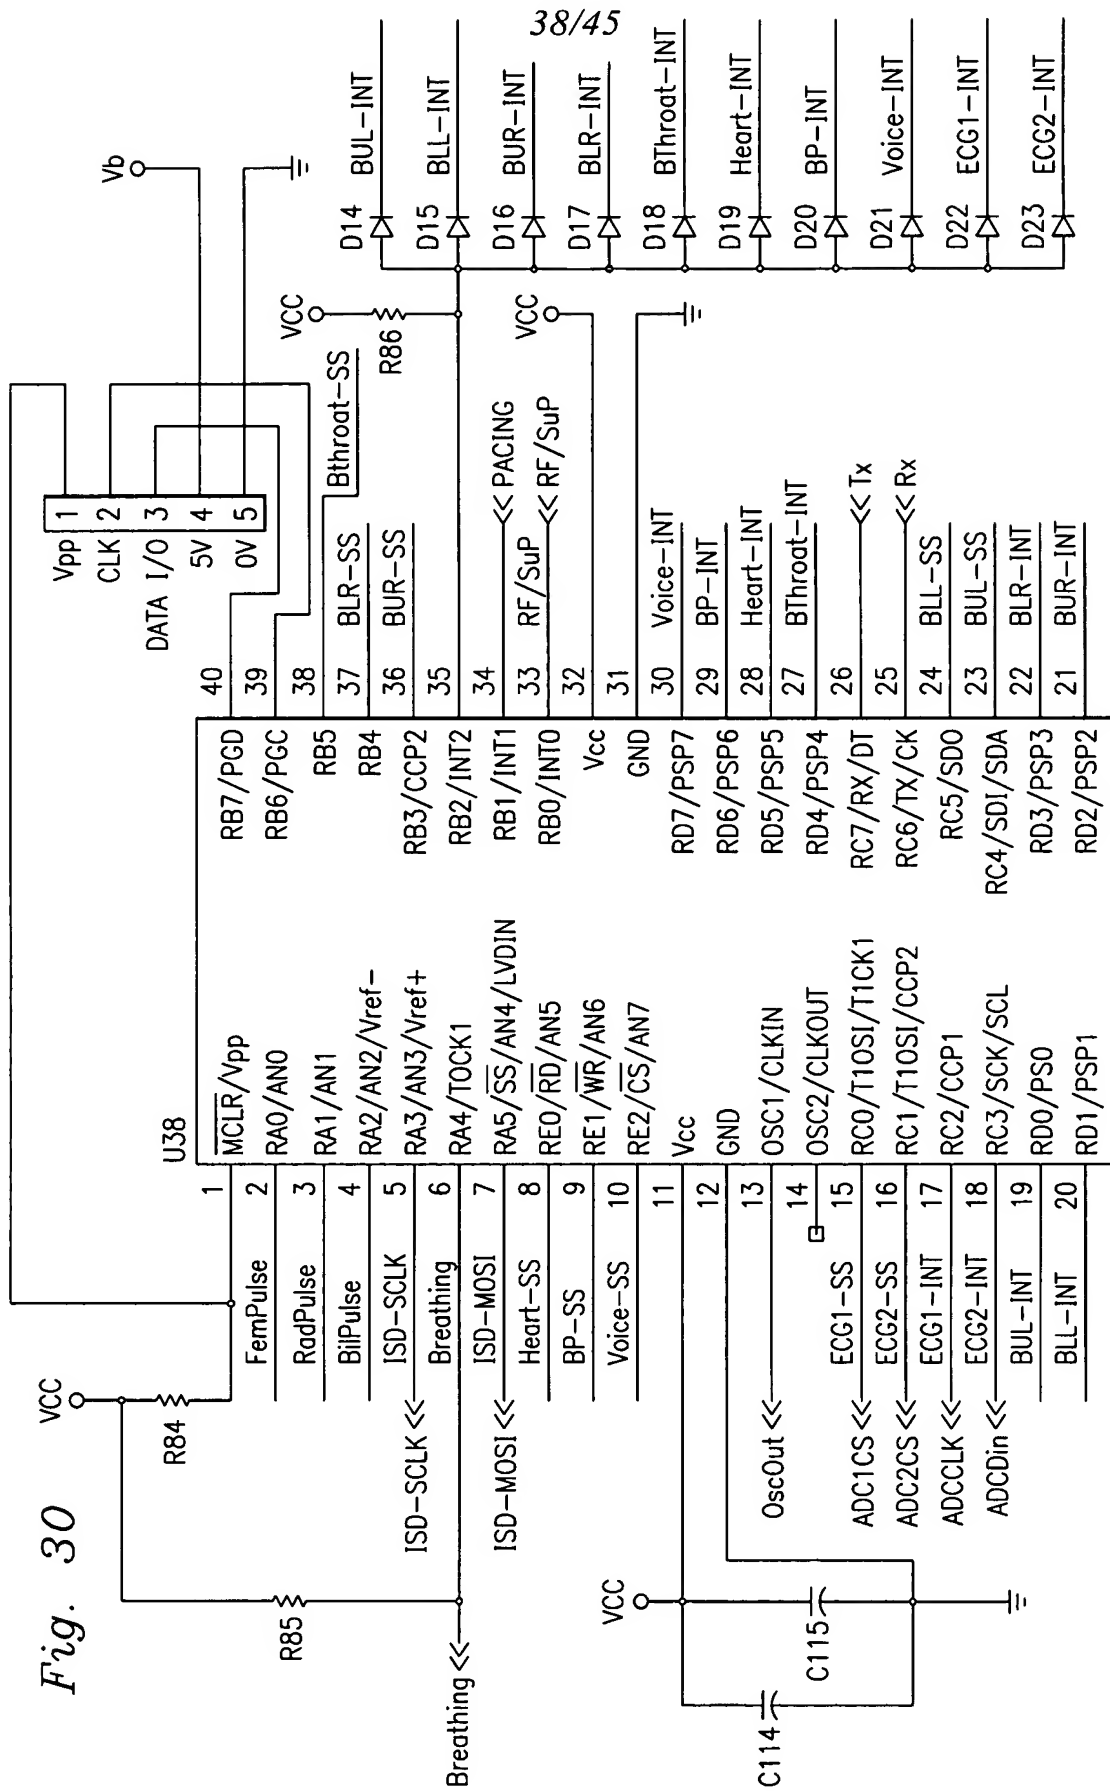 38/45
Fig. 30
VCC
R84
R85
Breathing
VCC
C114
C115
FemPulse
RadPulse
BilPulse
ISD-SCLK
ISD-SCLK
Breathing
ISD-MOSI
ISD-MOSI
Heart-SS
BP-SS
Voice-SS
OscOut
ADC1CS
ECG1-SS
ADC2CS
ECG2-SS
ADCCLK
ECG1-INT
ADCDin
ECG2-INT
BUL-INT
BLL-INT
U38
1 MCLR/Vpp
2 RA0/AN0
3 RA1/AN1
4 RA2/AN2/Vref-
5 RA3/AN3/Vref+
6 RA4/TOCK1
7 RA5/SS/AN4/LVDIN
8 RE0/RD/AN5
9 RE1/WR/AN6
10 RE2/CS/AN7
11 Vcc
12 GND
13 OSC1/CLKIN
14 OSC2/CLKOUT
15 RC0/T1OSI/T1CK1
16 RC1/T1OSI/CCP2
17 RC2/CCP1
18 RC3/SCK/SCL
19 RD0/PS0
20 RD1/PSP1
RB7/PGD 40
RB6/PGC 39
RB5 38
RB4 37
RB3/CCP2 36
RB2/INT2 35
RB1/INT1 34
RB0/INT0 33
Vcc 32
GND 31
RD7/PSP7 30
RD6/PSP6 29
RD5/PSP5 28
RD4/PSP4 27
RC7/RX/DT 26
RC6/TX/CK 25
RC5/SD0 24
RC4/SDI/SDA 23
RD3/PSP3 22
RD2/PSP2 21
Vpp 1
CLK 2
DATA I/O 3
5V 4
0V 5
Vb
Bthroat-SS
BLR-SS
BUR-SS
VCC
R86
PACING
RF/SuP
RF/SuP
VCC
Voice-INT
BP-INT
Heart-INT
BThroat-INT
Tx
Rx
BLL-SS
BUL-SS
BLR-INT
BUR-INT
D14 BUL-INT
D15 BLL-INT
D16 BUR-INT
D17 BLR-INT
D18 BThroat-INT
D19 Heart-INT
D20 BP-INT
D21 Voice-INT
D22 ECG1-INT
D23 ECG2-INT